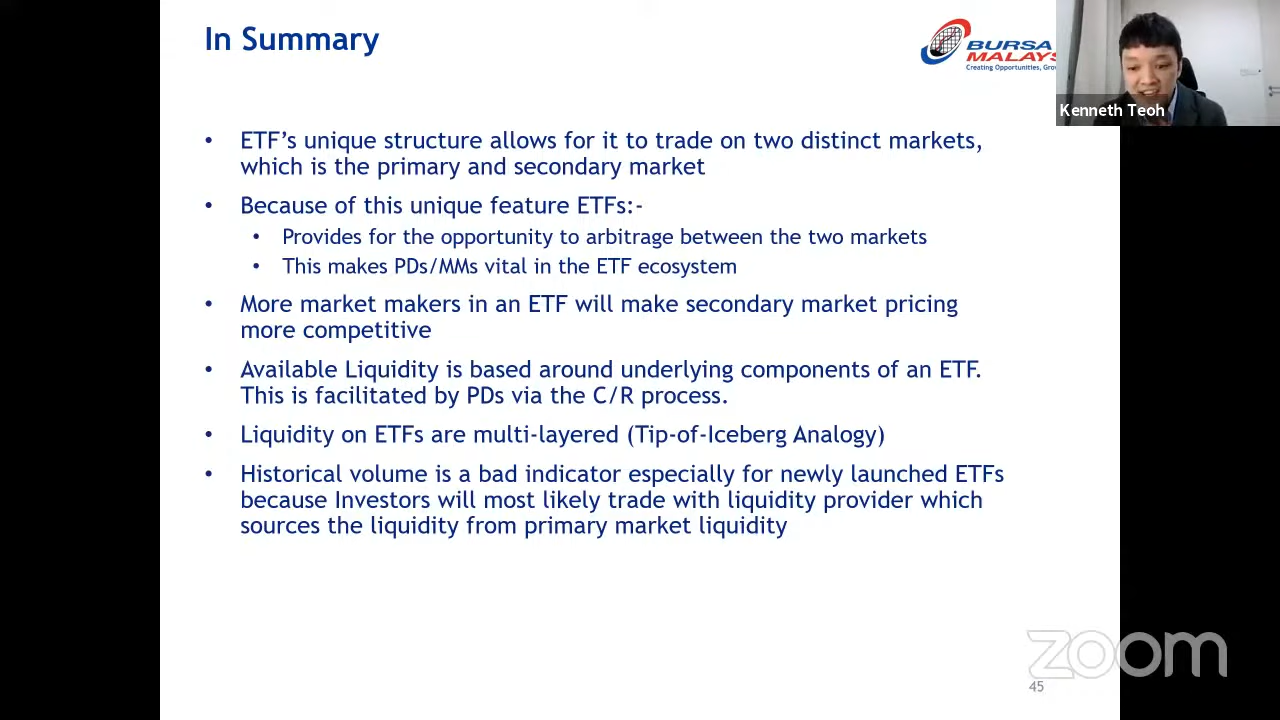 In Summary
BURSA
MALAYS
Creating Opportunities, Grow
Kenneth Teoh
• ETF’s unique structure allows for it to trade on two distinct markets,
which is the primary and secondary market
• Because of this unique feature ETFs:-
• Provides for the opportunity to arbitrage between the two markets
• This makes PDs/MMs vital in the ETF ecosystem
• More market makers in an ETF will make secondary market pricing
more competitive
• Available Liquidity is based around underlying components of an ETF.
This is facilitated by PDs via the C/R process.
• Liquidity on ETFs are multi-layered (Tip-of-Iceberg Analogy)
• Historical volume is a bad indicator especially for newly launched ETFs
because Investors will most likely trade with liquidity provider which
sources the liquidity from primary market liquidity
zoom
45